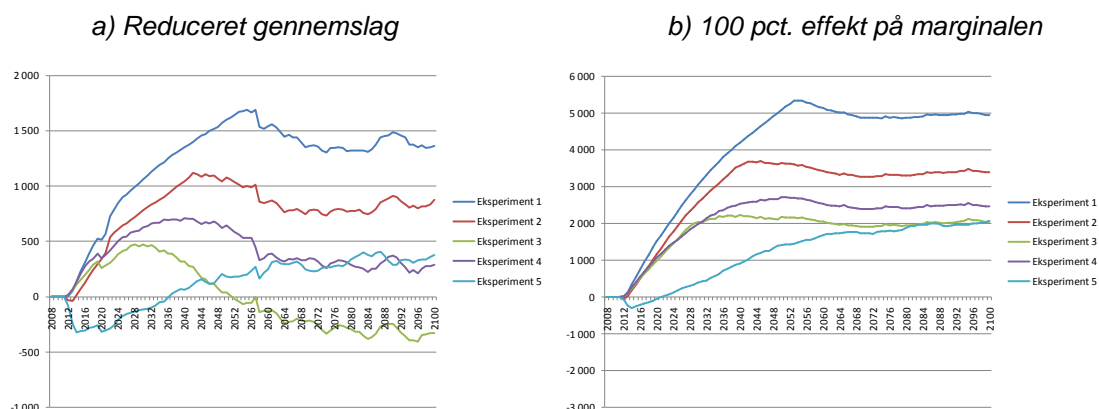 a) Reduceret gennemslag
b) 100 pct. effekt på marginalen
2 000
1 500
1 000
500
0
-500
-1 000
2008 2012 2016 2020 2024 2028 2032 2036 2040 2044 2048 2052 2056 2060 2064 2068 2072 2076 2080 2084 2088 2092 2096 2100
Eksperiment 1
Eksperiment 2
Eksperiment 3
Eksperiment 4
Eksperiment 5
6 000
5 000
4 000
3 000
2 000
1 000
0
-1 000
-2 000
-3 000
2008 2012 2016 2020 2024 2028 2032 2036 2040 2044 2048 2052 2056 2060 2064 2068 2072 2076 2080 2084 2088 2092 2096 2100
Eksperiment 1
Eksperiment 2
Eksperiment 3
Eksperiment 4
Eksperiment 5